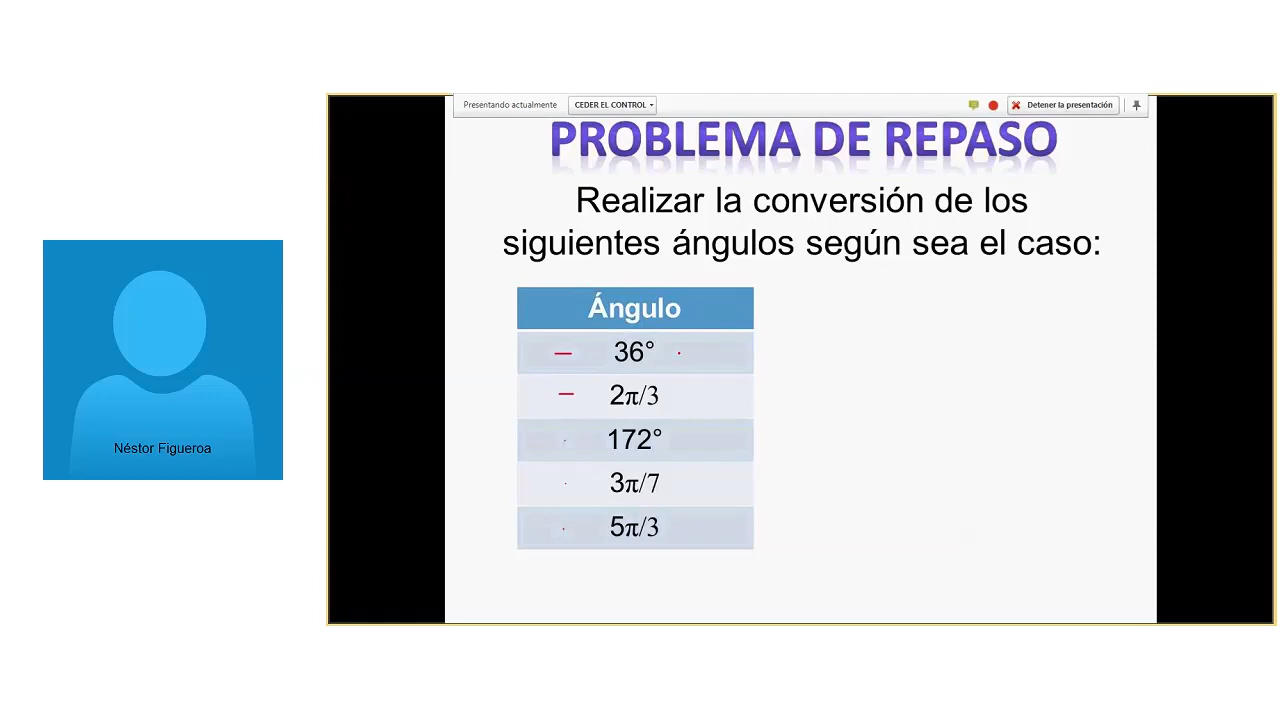 Presentando actualmente CEDER EL CONTROL Detener la presentación
PROBLEMA DE REPASO
Realizar la conversión de los
siguientes ángulos según sea el caso:
Ángulo
36°
2π/3
172°
3π/7
5π/3
Néstor Figueroa